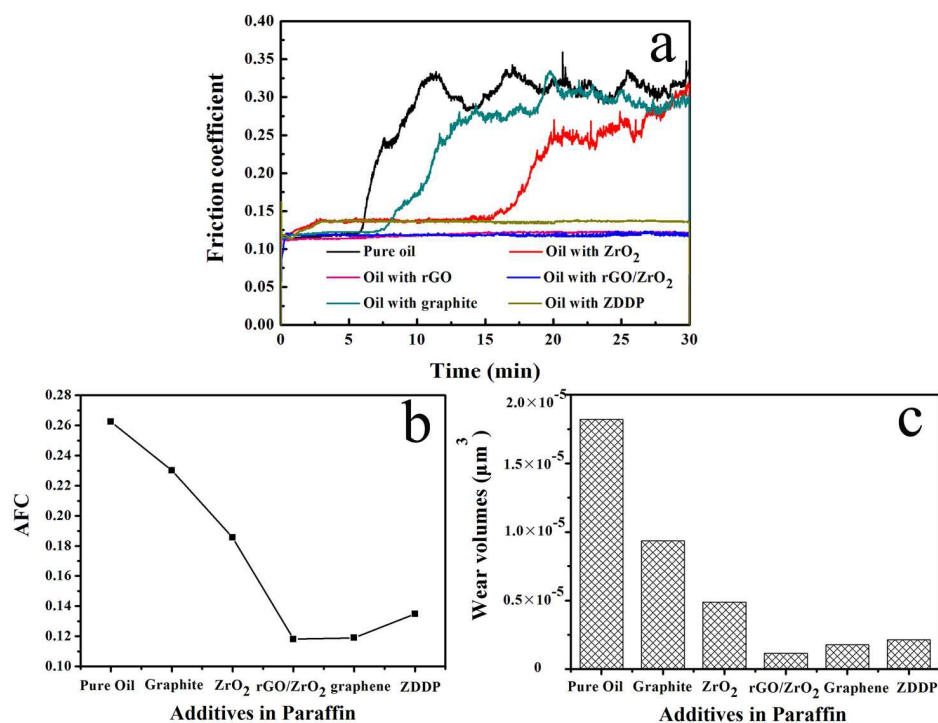 a
0.40
0.35
0.30
0.25
0.20
0.15
0.10
0.05
0.00
Friction coefficient
Pure oil
Oil with ZrO2
Oil with rGO
Oil with rGO/ZrO2
Oil with graphite
Oil with ZDDP
0 5 10 15 20 25 30
Time (min)
b
0.28
0.26
0.24
0.22
0.20
0.18
0.16
0.14
0.12
0.10
AFC
Pure Oil Graphite ZrO2 rGO/ZrO2 graphene ZDDP
Additives in Paraffin
c
2.0×10-5
1.5×10-5
1.0×10-5
0.5×10-5
0
Wear volumes (μm3)
Pure Oil Graphite ZrO2 rGO/ZrO2 Graphene ZDDP
Additives in Paraffin